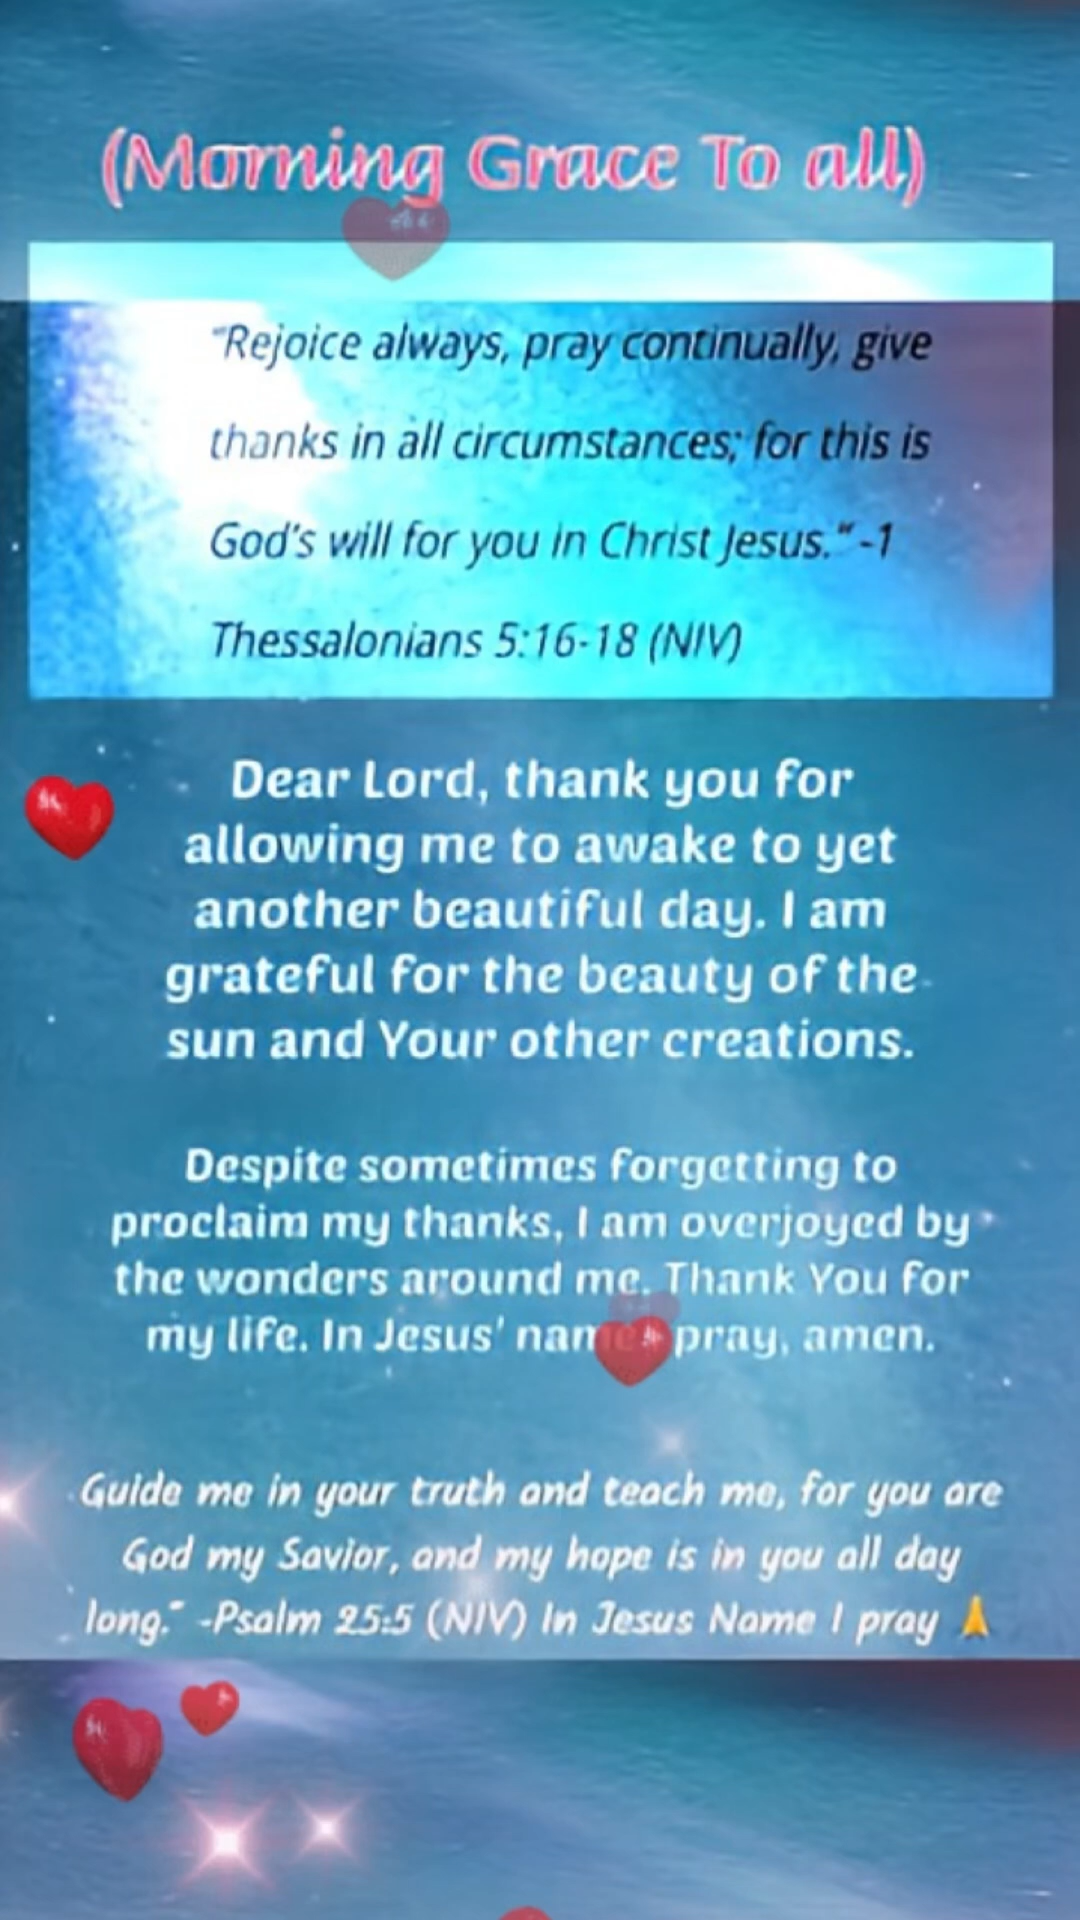 (Morning Grace To all)
"Rejoice always, pray continually, give
thanks in all circumstances; for this is
God's will for you in Christ Jesus." -1
Thessalonians 5:16-18 (NIV)
Dear Lord, thank you for
allowing me to awake to yet
another beautiful day. I am
grateful for the beauty of the
sun and Your other creations.
Despite sometimes forgetting to
proclaim my thanks, I am overjoyed by
the wonders around me. Thank You for
my life. In Jesus' name pray, amen.
Guide me in your truth and teach me, for you are
God my Savior, and my hope is in you all day
long." -Psalm 25:5 (NIV) In Jesus Name I pray 🙏